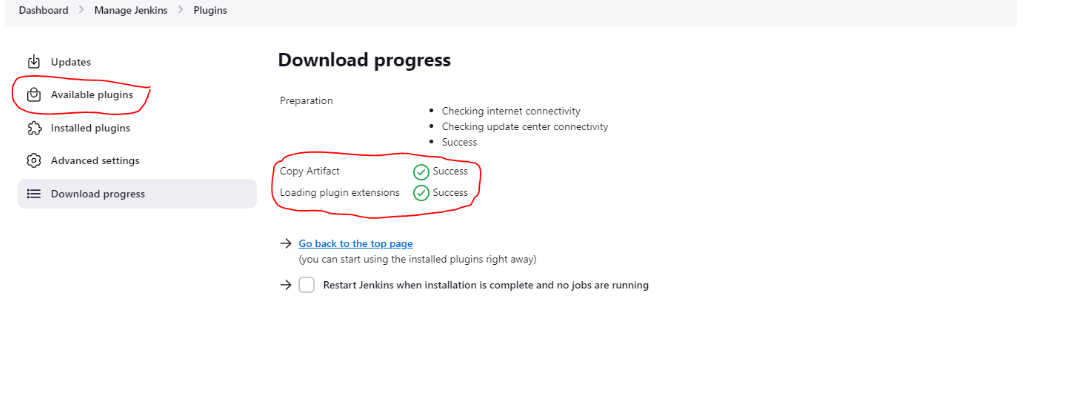 Dashboard > Manage Jenkins > Plugins
Updates
Available plugins
Installed plugins
Advanced settings
Download progress
Download progress
Preparation
• Checking internet connectivity
• Checking update center connectivity
• Success
Copy Artifact Success
Loading plugin extensions Success
→ Go back to the top page
(you can start using the installed plugins right away)
→ Restart Jenkins when installation is complete and no jobs are running